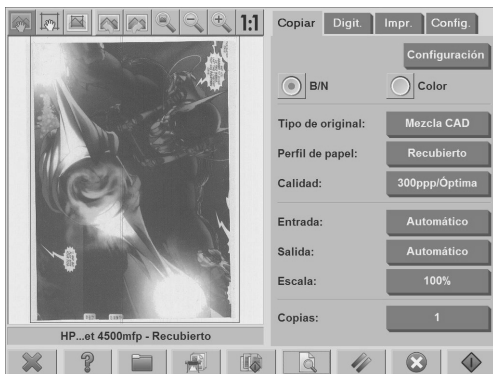 1:1
Copiar Digit. Impr. Config.
Configuración
B/N Color
Tipo de original: Mezcla CAD
Perfil de papel: Recubierto
Calidad: 300ppp/Óptima
Entrada: Automático
Salida: Automático
Escala: 100%
Copias: 1
HP...et 4500mfp - Recubierto